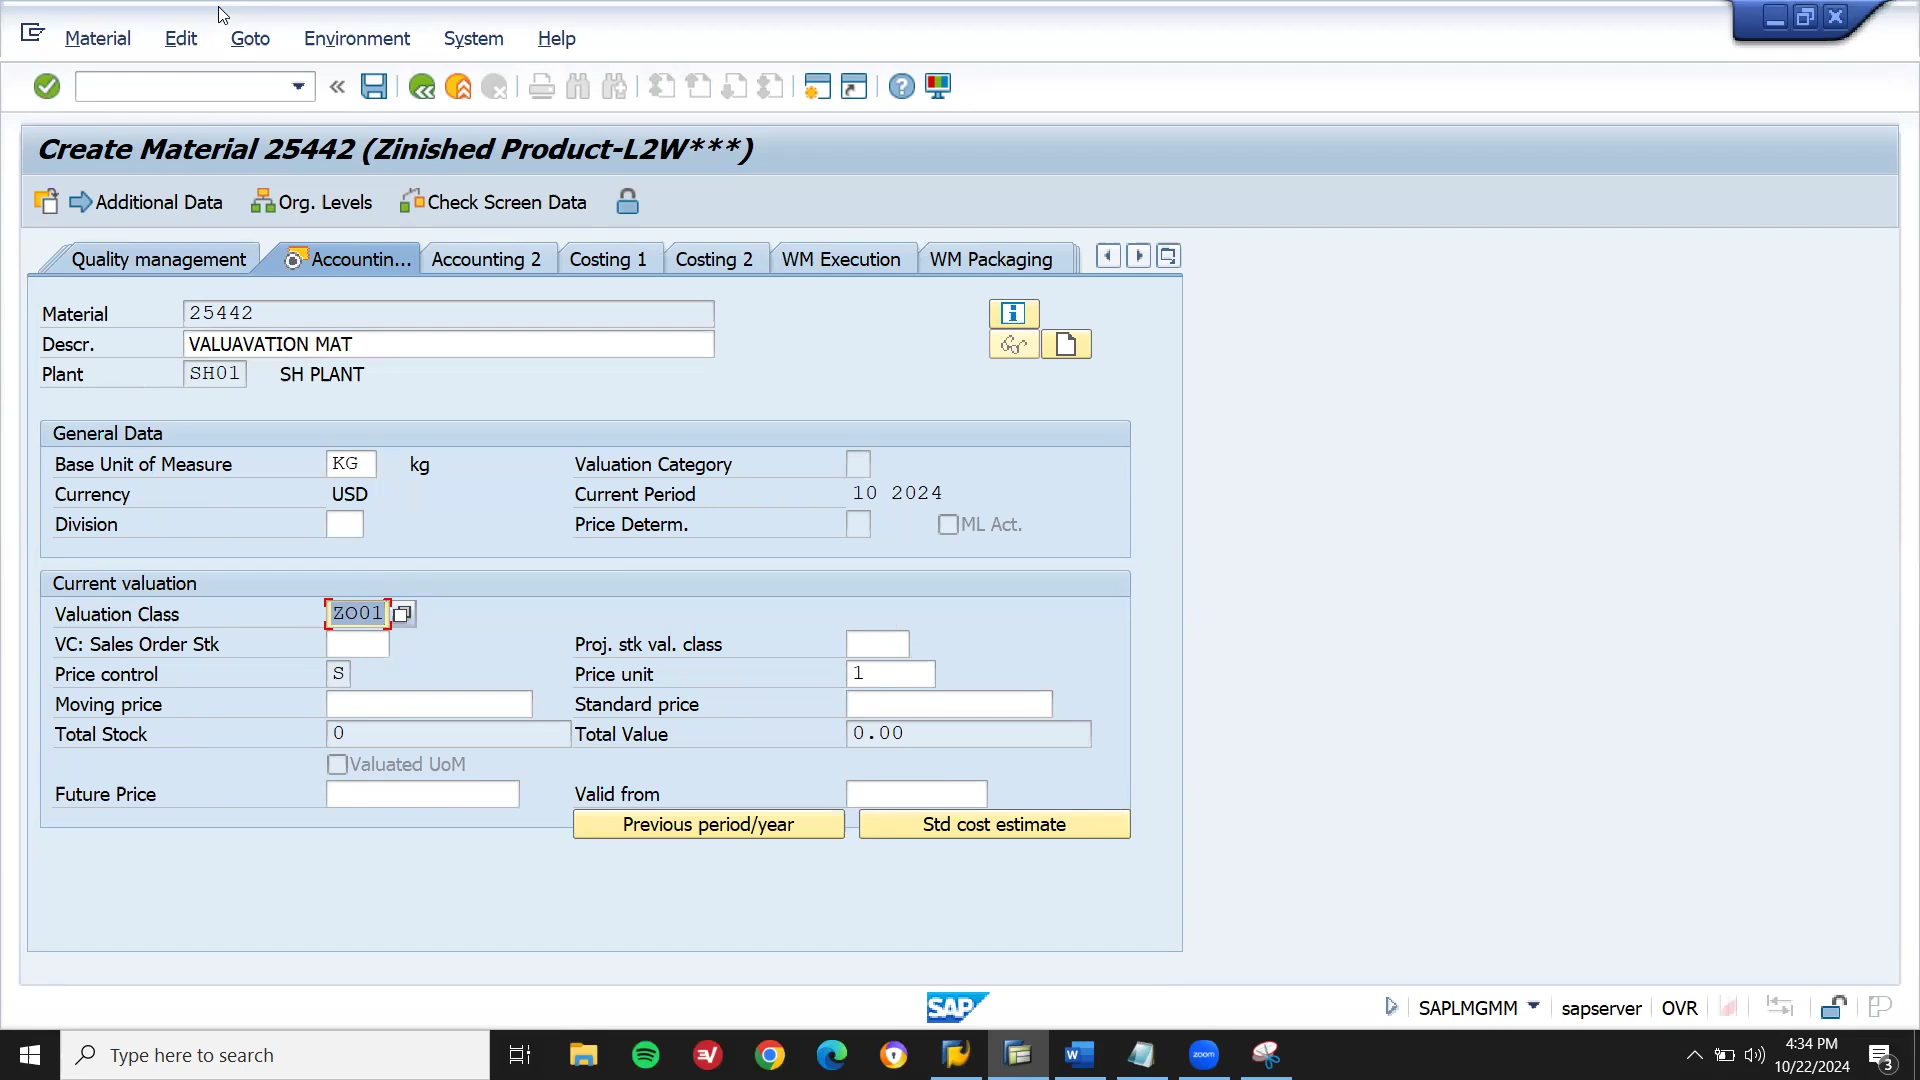 Material Edit Goto Environment System Help
Create Material 25442 (Zinished Product-L2W***)
Additional Data Org. Levels Check Screen Data
Quality management Accountin... Accounting 2 Costing 1 Costing 2 WM Execution WM Packaging
Material 25442
Descr. VALUAVATION MAT
Plant SH01 SH PLANT
General Data
Base Unit of Measure KG kg Valuation Category
Currency USD Current Period 10 2024
Division Price Determ. ML Act.
Current valuation
Valuation Class ZO01
VC: Sales Order Stk Proj. stk val. class
Price control S Price unit 1
Moving price Standard price
Total Stock 0 Total Value 0.00
Valuated UoM
Future Price Valid from
Previous period/year Std cost estimate
SAP SAPLMGMM sapserver OVR
Type here to search zoom 4:34 PM
10/22/2024 3